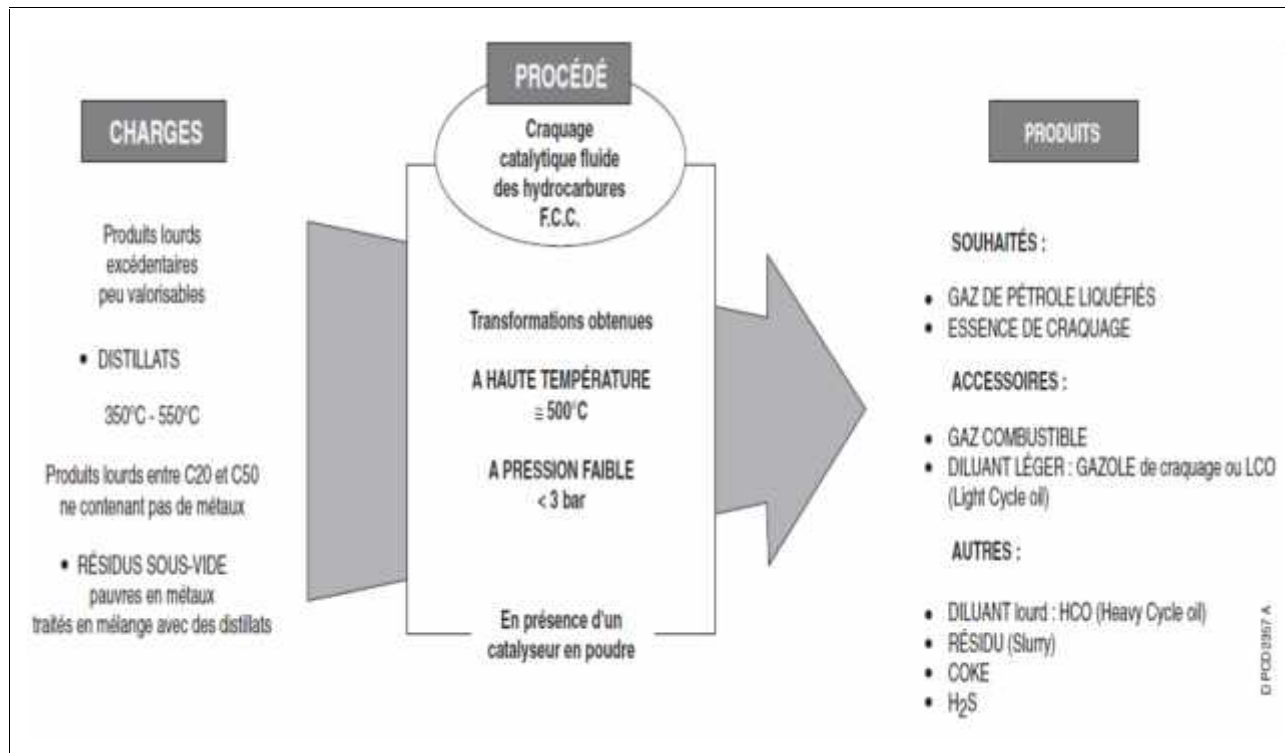 CHARGES
Produits lourds
excédentaires
peu valorisables
• DISTILLATS
350°C - 550°C
Produits lourds entre C20 et C50
ne contenant pas de métaux
• RÉSIDUS SOUS-VIDE
pauvres en métaux
traités en mélange avec des distillats
PROCÉDÉ
Craquage
catalytique fluide
des hydrocarbures
F.C.C.
Transformations obtenues
A HAUTE TEMPÉRATURE
≅ 500°C
A PRESSION FAIBLE
< 3 bar
En présence d'un
catalyseur en poudre
PRODUITS
SOUHAITÉS :
• GAZ DE PÉTROLE LIQUÉFIÉS
• ESSENCE DE CRAQUAGE
ACCESSOIRES :
• GAZ COMBUSTIBLE
• DILUANT LÉGER : GAZOLE de craquage ou LCO
(Light Cycle oil)
AUTRES :
• DILUANT lourd : HCO (Heavy Cycle oil)
• RÉSIDU (Slurry)
• COKE
• H2S